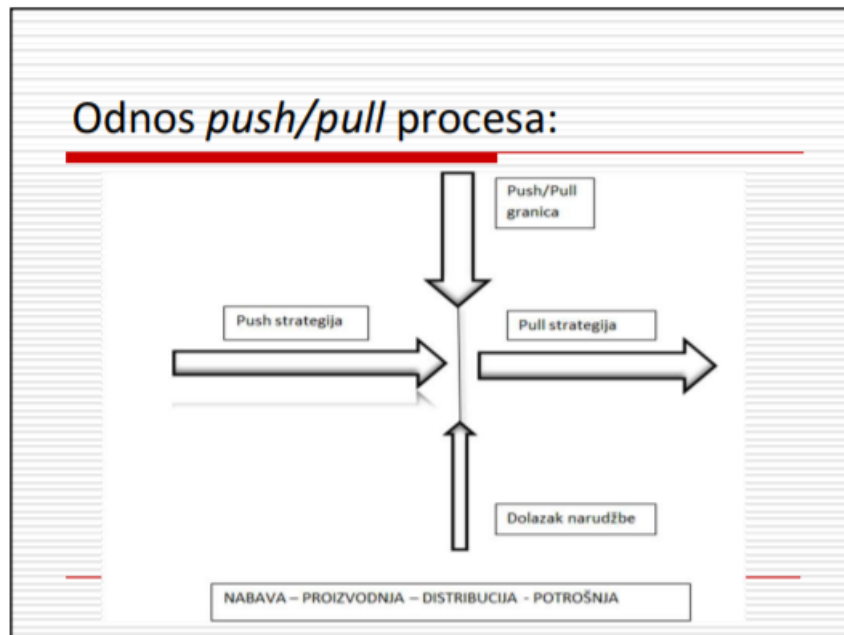 Odnos push/pull procesa:
Push/Pull
granica
Push strategija
Pull strategija
Dolazak narudžbe
NABAVA – PROIZVODNJA – DISTRIBUCIJA - POTROŠNJA